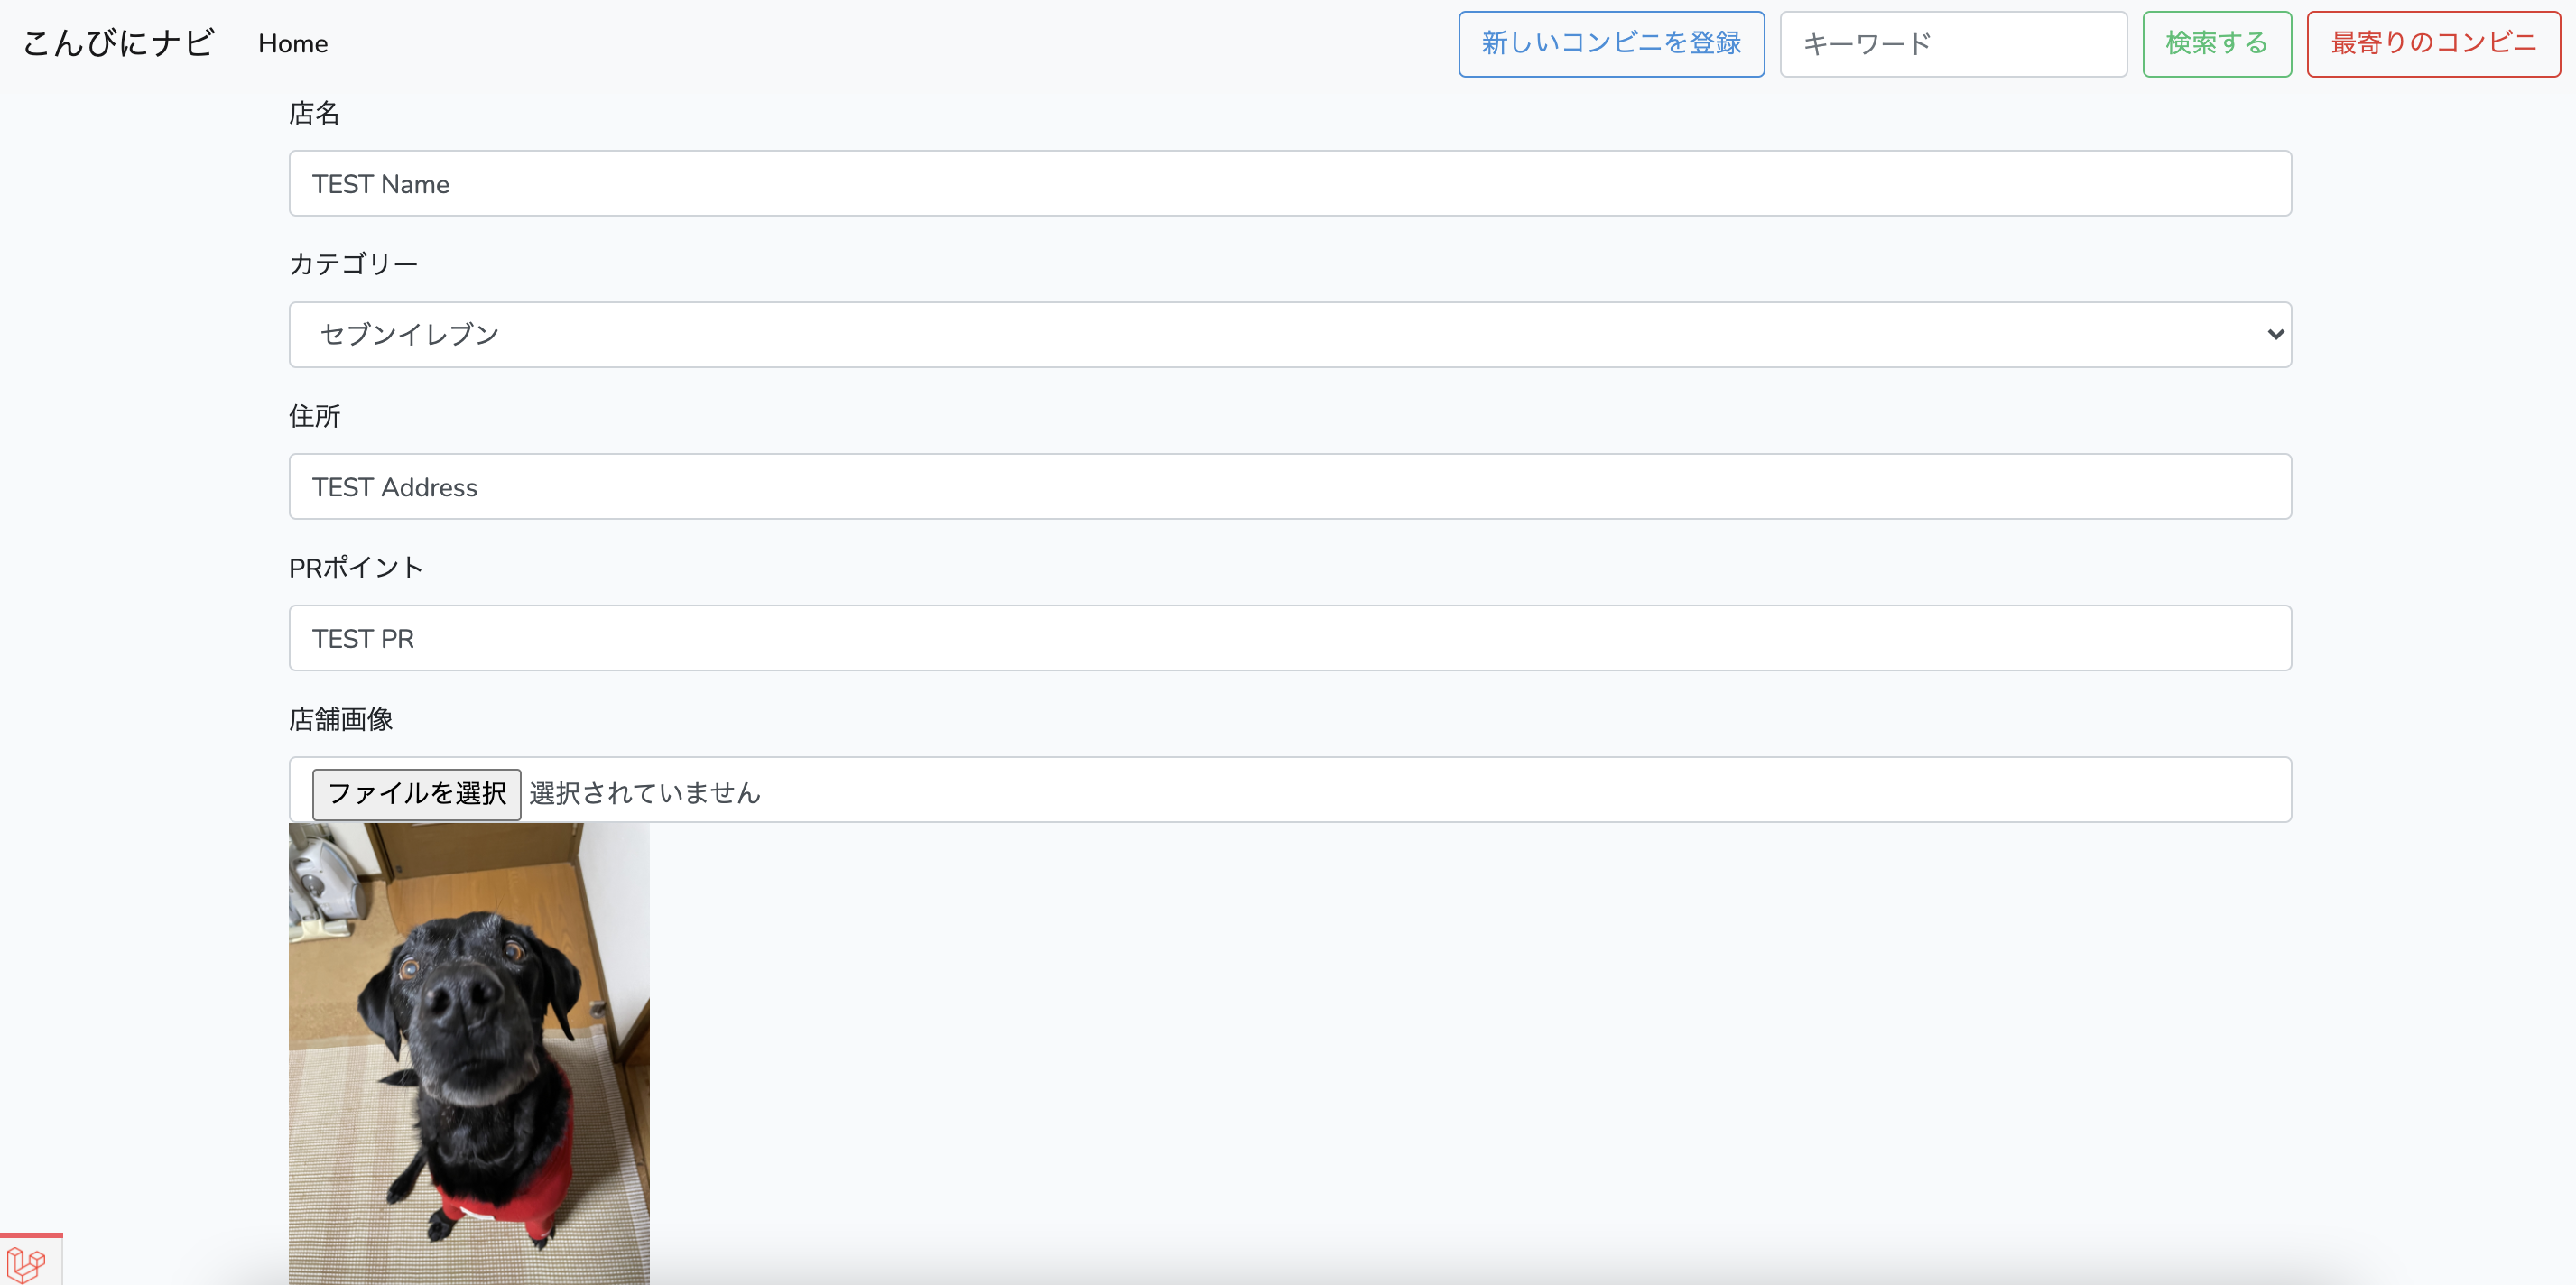 こんびにナビ Home 新しいコンビニを登録 キーワード 検索する 最寄りのコンビニ
店名
TEST Name
カテゴリー
セブンイレブン
住所
TEST Address
PRポイント
TEST PR
店舗画像
ファイルを選択 選択されていません